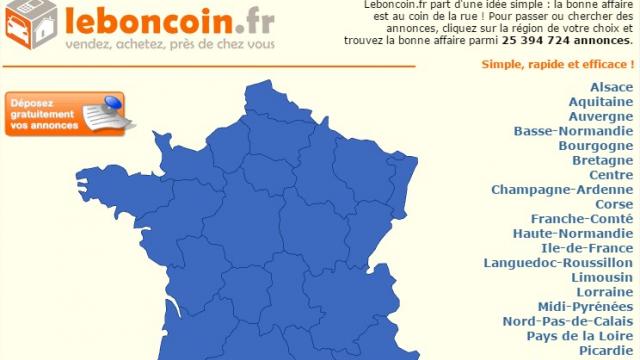 leboncoin.fr
vendez, achetez, près de chez vous
Leboncoin.fr part d'une idée simple : la bonne affaire
est au coin de la rue ! Pour passer ou chercher des
annonces, cliquez sur la région de votre choix et
trouvez la bonne affaire parmi 25 394 724 annonces.
Simple, rapide et efficace !
Déposez
gratuitement
vos annonces
Alsace
Aquitaine
Auvergne
Basse-Normandie
Bourgogne
Bretagne
Centre
Champagne-Ardenne
Corse
Franche-Comté
Haute-Normandie
Ile-de-France
Languedoc-Roussillon
Limousin
Lorraine
Midi-Pyrénées
Nord-Pas-de-Calais
Pays de la Loire
Picardie